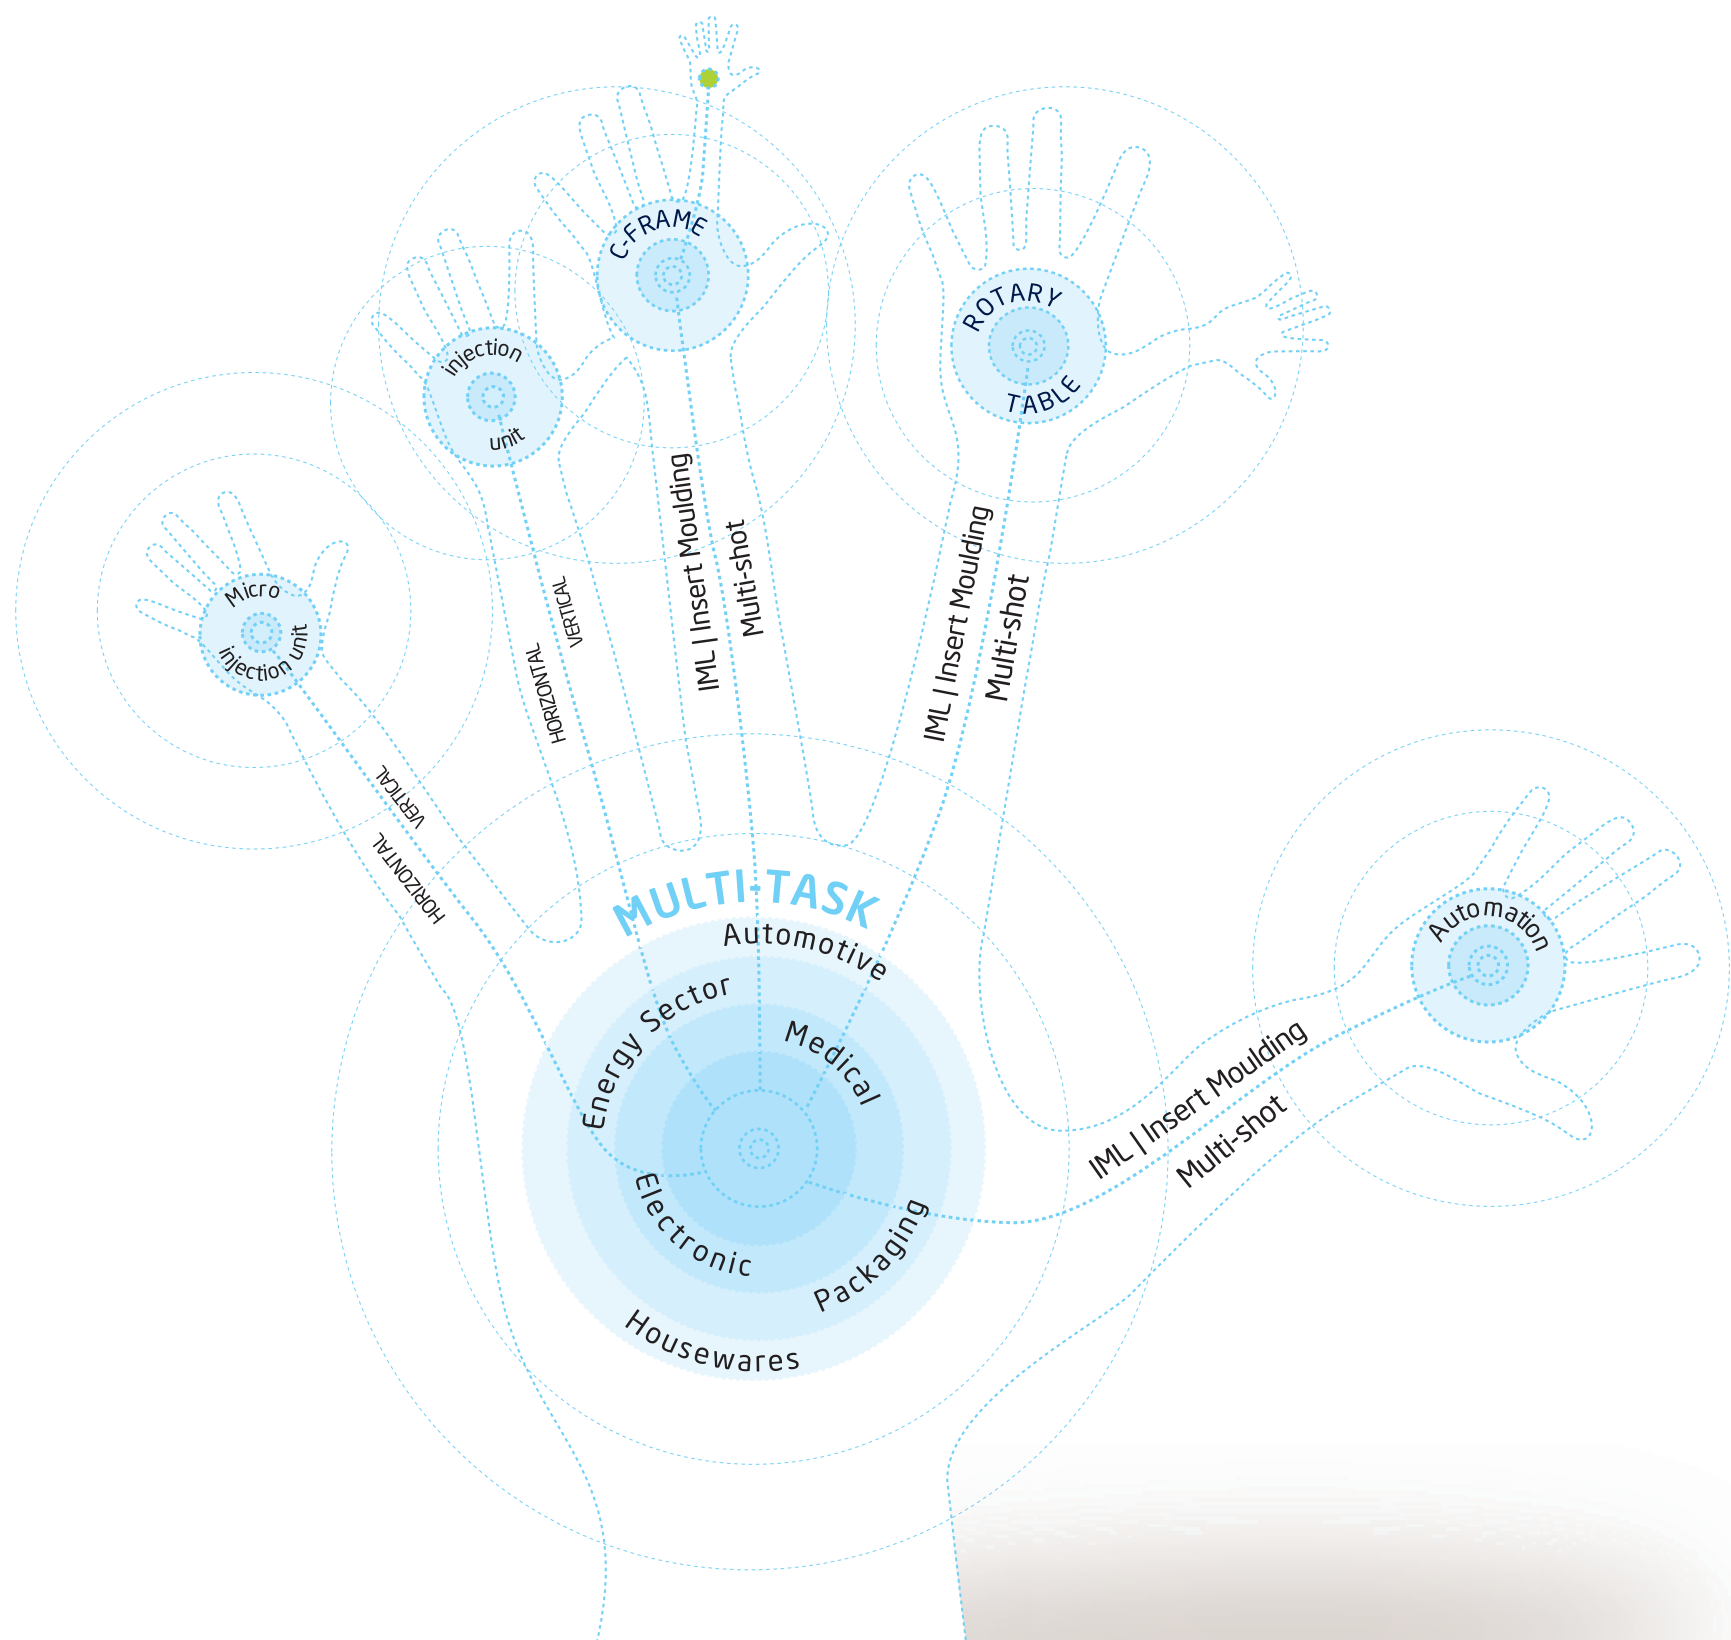 C-FRAME
ROTARY
TABLE
injection
unit
Micro
injection unit
IML | Insert Moulding
Multi-shot
IML | Insert Moulding
Multi-shot
VERTICAL
HORIZONTAL
VERTICAL
HORIZONTAL
MULTI-TASK
Automotive
Energy Sector
Medical
Electronic
Packaging
Housewares
Automation
IML | Insert Moulding
Multi-shot